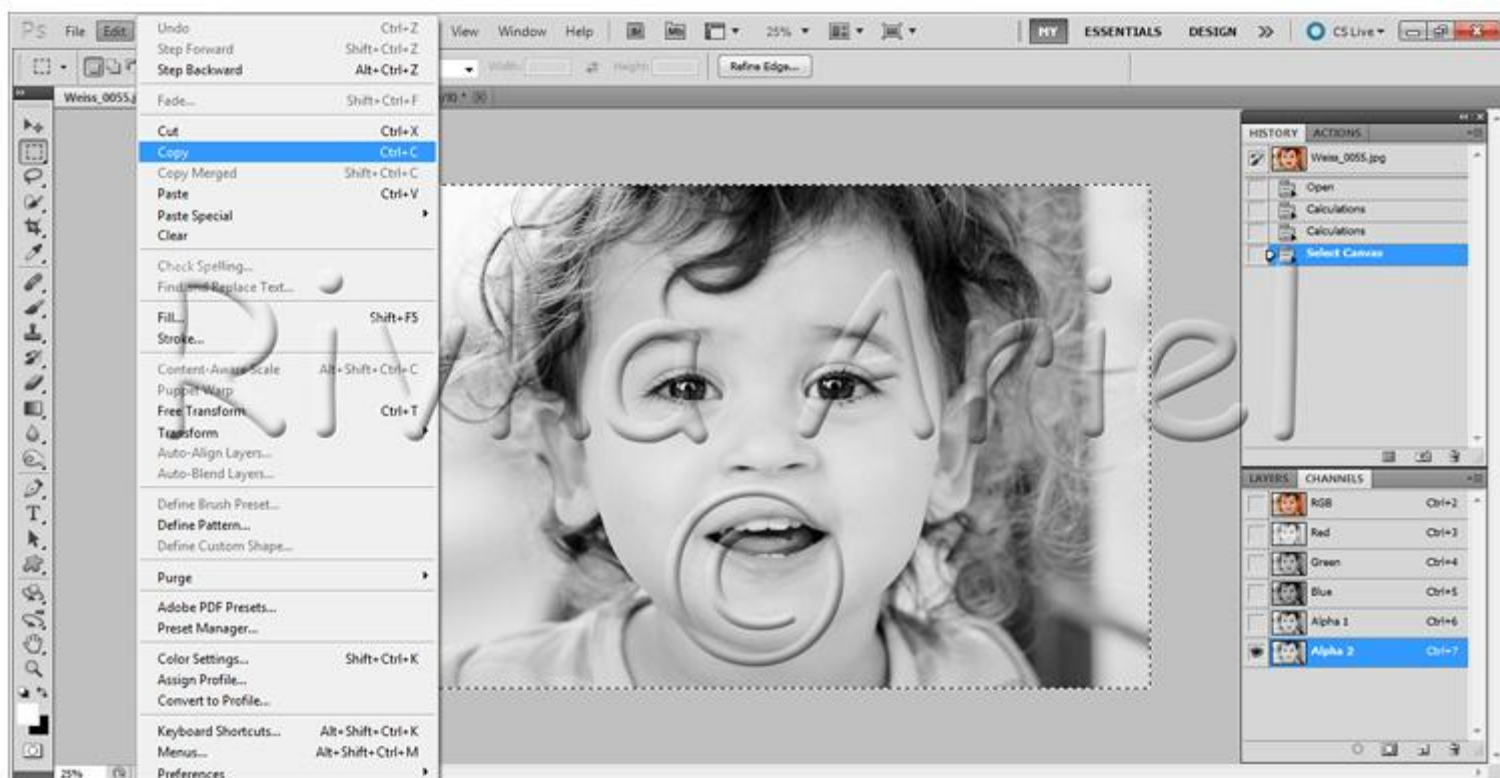 Ps File Edit View Window Help Br Mb 25% MY ESSENTIALS DESIGN >> CS Live
Width: Height: Refine Edge...
Weiss_0055.j
Undo Ctrl+Z
Step Forward Shift+Ctrl+Z
Step Backward Alt+Ctrl+Z
Fade... Shift+Ctrl+F
Cut Ctrl+X
Copy Ctrl+C
Copy Merged Shift+Ctrl+C
Paste Ctrl+V
Paste Special
Clear
Check Spelling...
Find and Replace Text...
Fill... Shift+F5
Stroke...
Content-Aware Scale Alt+Shift+Ctrl+C
Puppet Warp
Free Transform Ctrl+T
Transform
Auto-Align Layers...
Auto-Blend Layers...
Define Brush Preset...
Define Pattern...
Define Custom Shape...
Purge
Adobe PDF Presets...
Preset Manager...
Color Settings... Shift+Ctrl+K
Assign Profile...
Convert to Profile...
Keyboard Shortcuts... Alt+Shift+Ctrl+K
Menus... Alt+Shift+Ctrl+M
Preferences
Rivka Ariel
©
HISTORY ACTIONS
Weiss_0055.jpg
Open
Calculations
Calculations
Select Canvas
LAYERS CHANNELS
RGB Ctrl+2
Red Ctrl+3
Green Ctrl+4
Blue Ctrl+5
Alpha 1 Ctrl+6
Alpha 2 Ctrl+7
25%